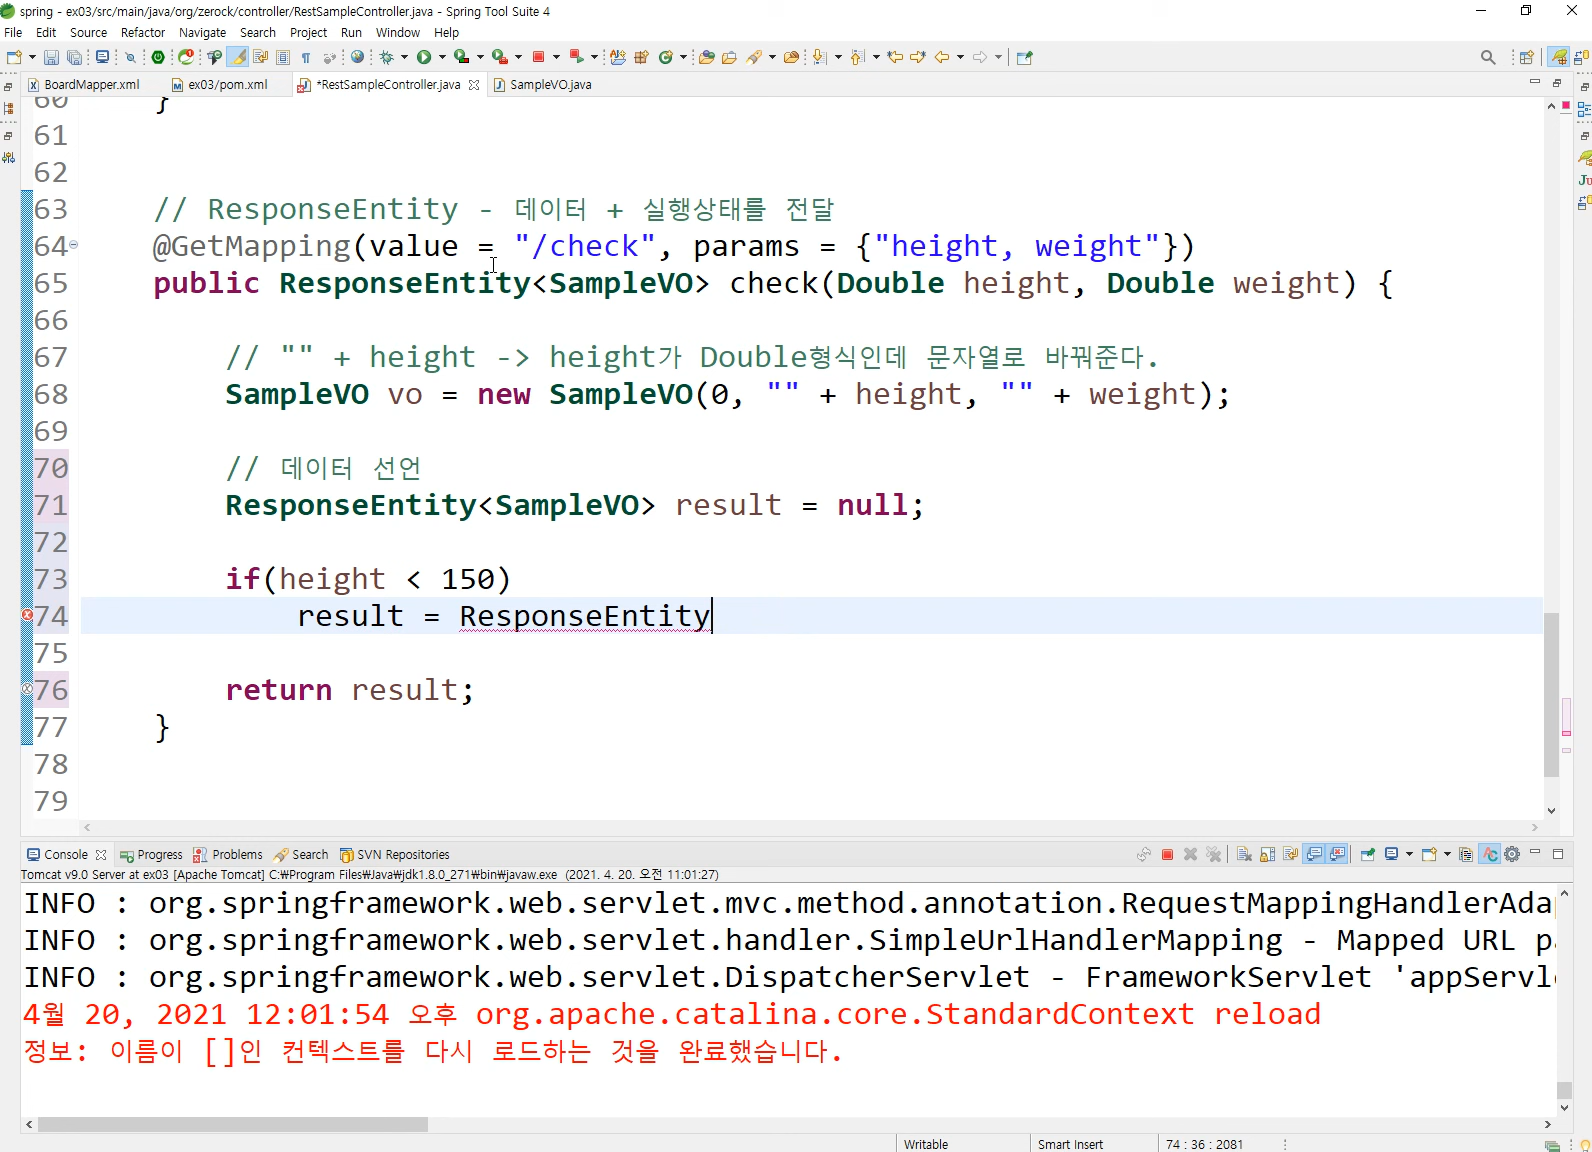 spring - ex03/src/main/java/org/zerock/controller/RestSampleController.java - Spring Tool Suite 4
File Edit Source Refactor Navigate Search Project Run Window Help
BoardMapper.xml ex03/pom.xml *RestSampleController.java SampleVO.java
60 }
61
62
63 // ResponseEntity - 데이터 + 실행상태를 전달
64 @GetMapping(value = "/check", params = {"height, weight"})
65 public ResponseEntity<SampleVO> check(Double height, Double weight) {
66
67 // "" + height -> height가 Double형식인데 문자열로 바꿔준다.
68 SampleVO vo = new SampleVO(0, "" + height, "" + weight);
69
70 // 데이터 선언
71 ResponseEntity<SampleVO> result = null;
72
73 if(height < 150)
74 result = ResponseEntity
75
76 return result;
77 }
78
79
Console Progress Problems Search SVN Repositories
Tomcat v9.0 Server at ex03 [Apache Tomcat] C:₩Program Files₩Java₩jdk1.8.0_271₩bin₩javaw.exe (2021. 4. 20. 오전 11:01:27)
INFO : org.springframework.web.servlet.mvc.method.annotation.RequestMappingHandlerAda
INFO : org.springframework.web.servlet.handler.SimpleUrlHandlerMapping - Mapped URL p
INFO : org.springframework.web.servlet.DispatcherServlet - FrameworkServlet 'appServl
4월 20, 2021 12:01:54 오후 org.apache.catalina.core.StandardContext reload
정보: 이름이 []인 컨텍스트를 다시 로드하는 것을 완료했습니다.
Writable Smart Insert 74 : 36 : 2081